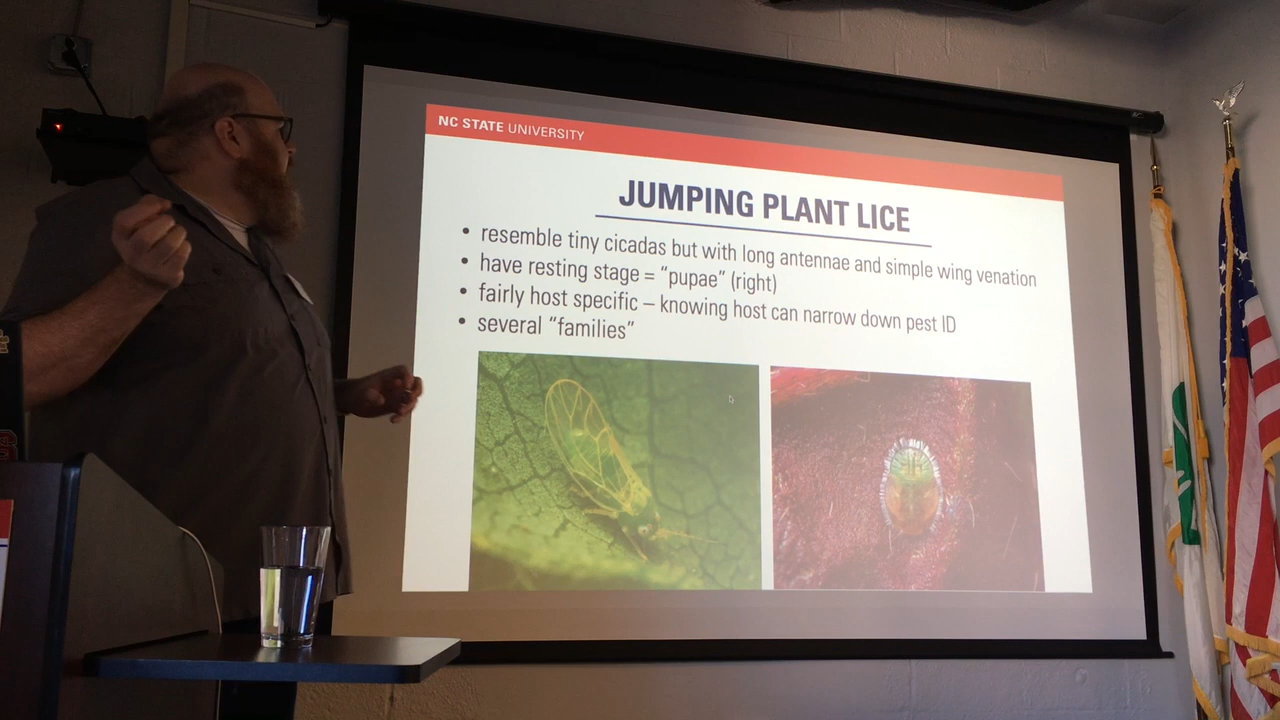 NC STATE UNIVERSITY
JUMPING PLANT LICE
• resemble tiny cicadas but with long antennae and simple wing venation
• have resting stage = “pupae” (right)
• fairly host specific – knowing host can narrow down pest ID
• several “families”